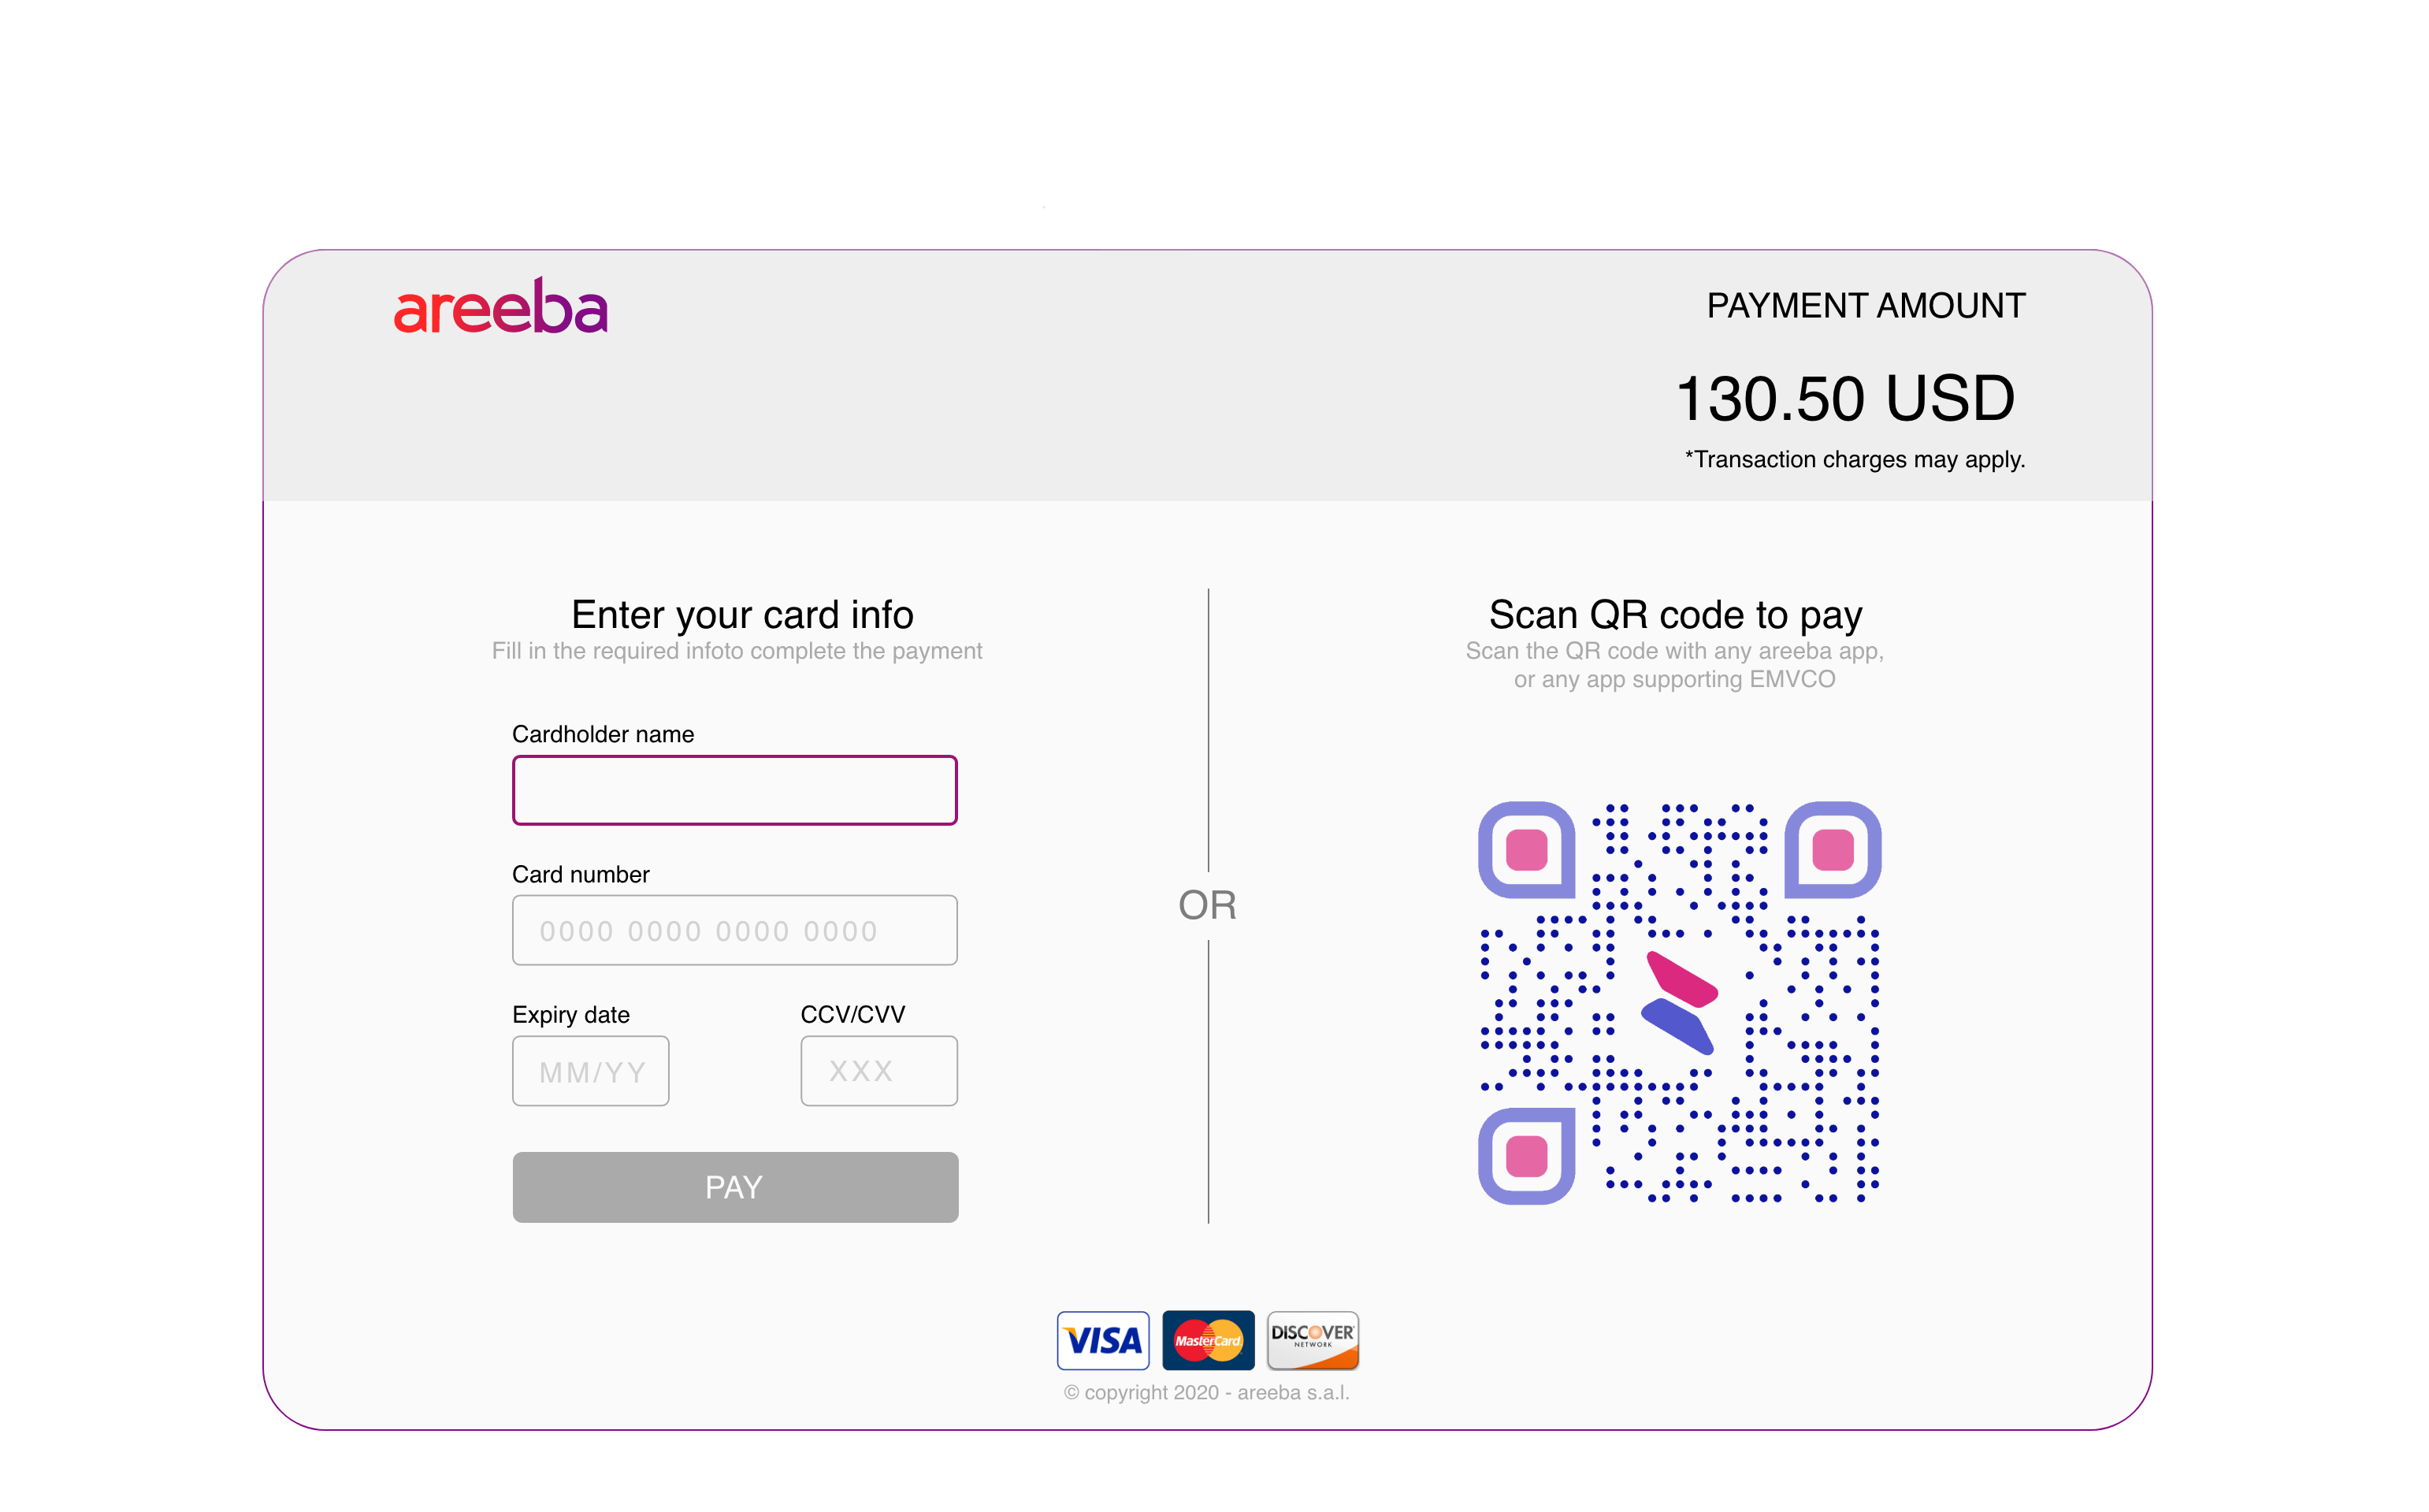 areeba
PAYMENT AMOUNT
130.50 USD
*Transaction charges may apply.
Enter your card info
Fill in the required infoto complete the payment
Cardholder name
Card number
0000 0000 0000 0000
Expiry date
CCV/CVV
MM/YY
XXX
PAY
OR
Scan QR code to pay
Scan the QR code with any areeba app,
or any app supporting EMVCO
VISA
MasterCard
DISCOVER
NETWORK
© copyright 2020 - areeba s.a.l.